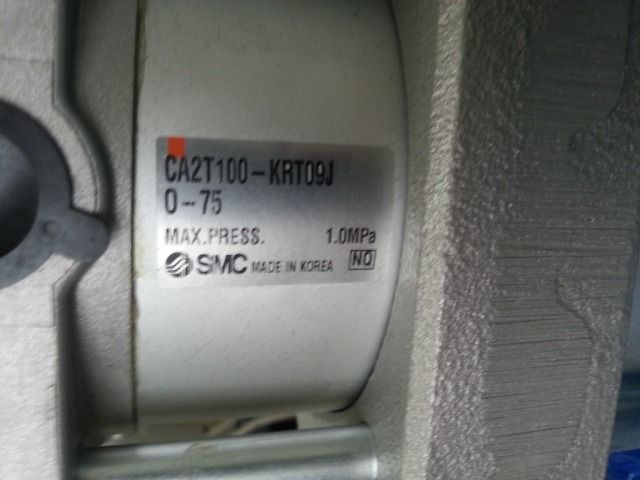 CA2T100-KRT09J
0-75
MAX.PRESS. 1.0MPa
SMC MADE IN KOREA NO